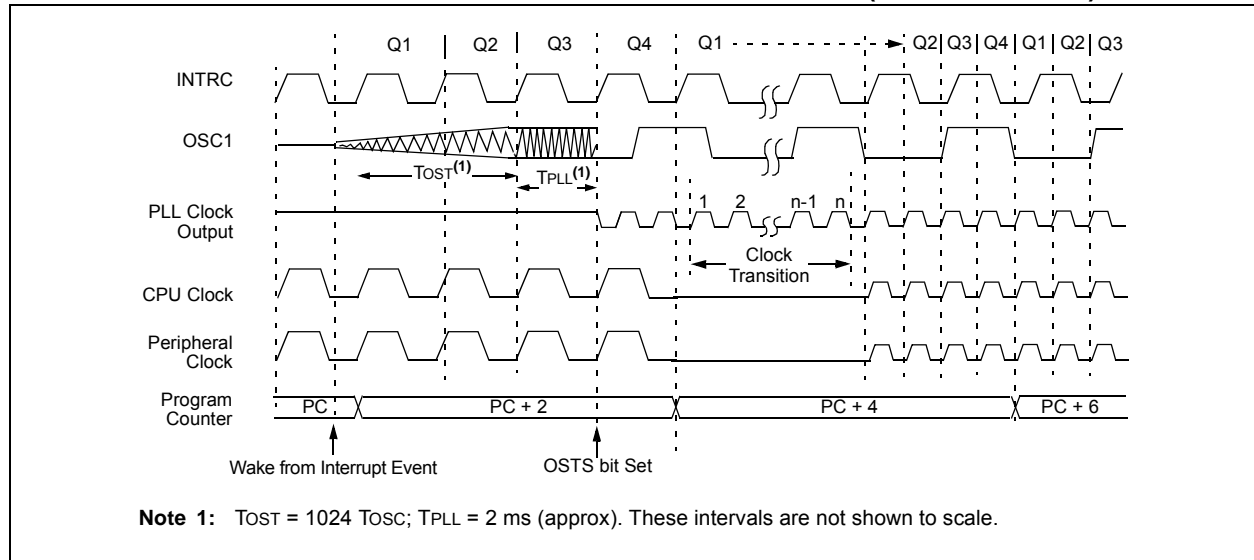 Q1 Q2 Q3 Q4 Q1 Q2 Q3 Q4 Q1 Q2 Q3
INTRC
OSC1
TOST(1) TPLL(1)
1 2 n-1 n
PLL Clock
Output
Clock
Transition
CPU Clock
Peripheral
Clock
Program
Counter
PC PC + 2 PC + 4 PC + 6
Wake from Interrupt Event OSTS bit Set
Note 1: TOST = 1024 TOSC; TPLL = 2 ms (approx). These intervals are not shown to scale.